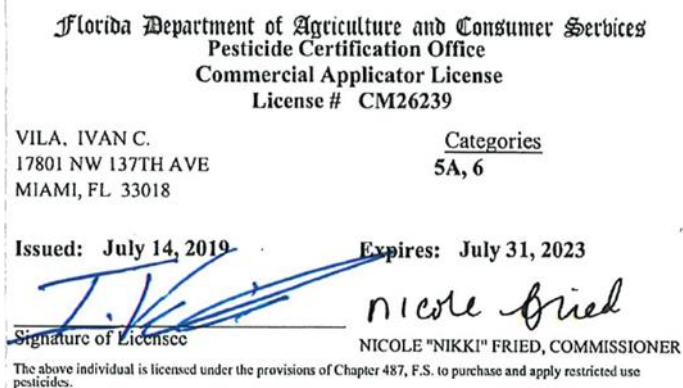 Florida Department of Agriculture and Consumer Services
Pesticide Certification Office
Commercial Applicator License
License # CM26239
VILA, IVAN C.
17801 NW 137TH AVE
MIAMI, FL 33018
Categories
5A, 6
Issued: July 14, 2019
Expires: July 31, 2023
nicole fried
Signature of Licensee
NICOLE "NIKKI" FRIED, COMMISSIONER
The above individual is licensed under the provisions of Chapter 487, F.S. to purchase and apply restricted use
pesticides.